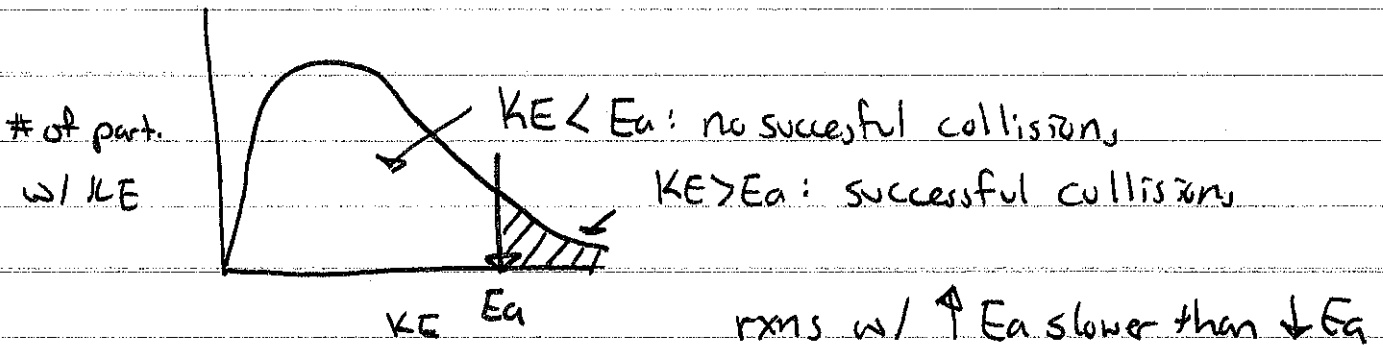 # of part.
w/ KE
KE < Ea: no succesful collisions
KE > Ea: successful collisions
KE
Ea
rxns w/ ↑ Ea slower than ↓ Ea